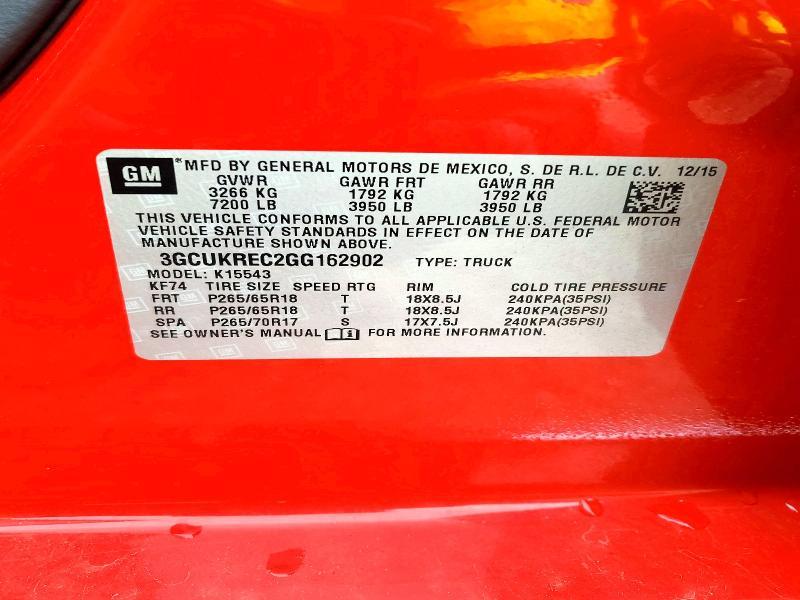 GM ® MFD BY GENERAL MOTORS DE MEXICO, S. DE R.L. DE C.V. 12/15
GVWR GAWR FRT GAWR RR
3266 KG 1792 KG 1792 KG
7200 LB 3950 LB 3950 LB
THIS VEHICLE CONFORMS TO ALL APPLICABLE U.S. FEDERAL MOTOR
VEHICLE SAFETY STANDARDS IN EFFECT ON THE DATE OF
MANUFACTURE SHOWN ABOVE.
3GCUKREC2GG162902 TYPE: TRUCK
MODEL: K15543
KF74 TIRE SIZE SPEED RTG RIM COLD TIRE PRESSURE
FRT P265/65R18 T 18X8.5J 240KPA(35PSI)
RR P265/65R18 T 18X8.5J 240KPA(35PSI)
SPA P265/70R17 S 17X7.5J 240KPA(35PSI)
SEE OWNER'S MANUAL FOR MORE INFORMATION.